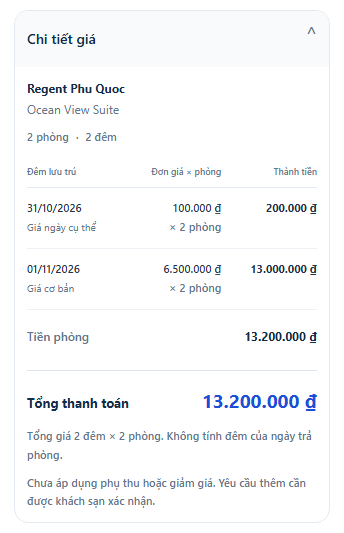 Chi tiết giá
Regent Phu Quoc
Ocean View Suite
2 phòng · 2 đêm
Đêm lưu trú Đơn giá × phòng Thành tiền
31/10/2026 100.000 ₫ 200.000 ₫
Giá ngày cụ thể × 2 phòng
01/11/2026 6.500.000 ₫ 13.000.000 ₫
Giá cơ bản × 2 phòng
Tiền phòng 13.200.000 ₫
Tổng thanh toán 13.200.000 ₫
Tổng giá 2 đêm × 2 phòng. Không tính đêm của ngày trả
phòng.
Chưa áp dụng phụ thu hoặc giảm giá. Yêu cầu thêm cần
được khách sạn xác nhận.